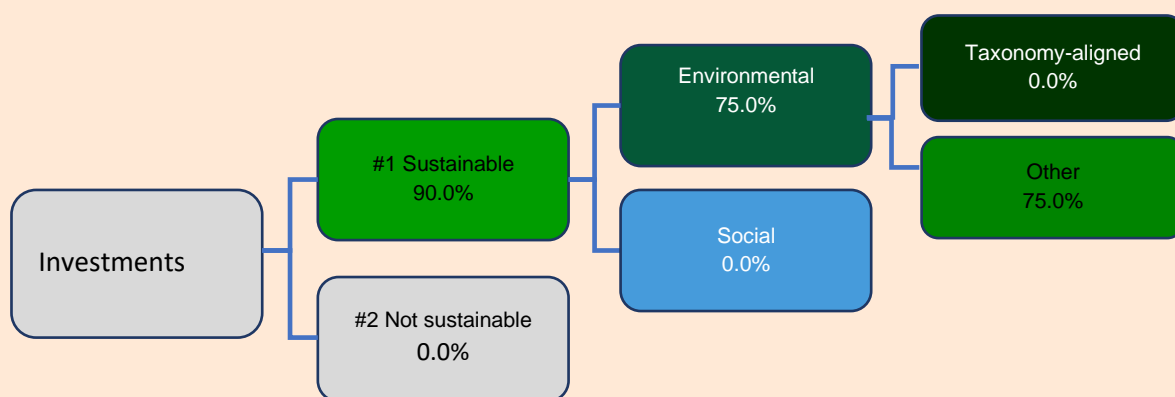 Investments
#1 Sustainable
90.0%
#2 Not sustainable
0.0%
Environmental
75.0%
Social
0.0%
Taxonomy-aligned
0.0%
Other
75.0%